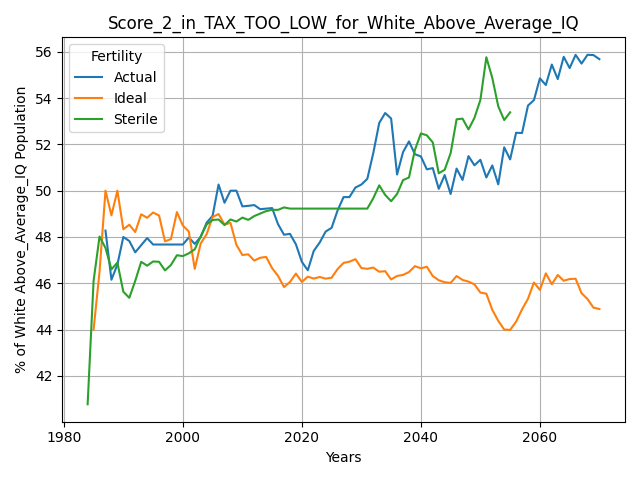 Score_2_in_TAX_TOO_LOW_for_White_Above_Average_IQ
Fertility
Actual
Ideal
Sterile
% of White Above_Average_IQ Population
56
54
52
50
48
46
44
42
1980
2000
2020
2040
2060
Years